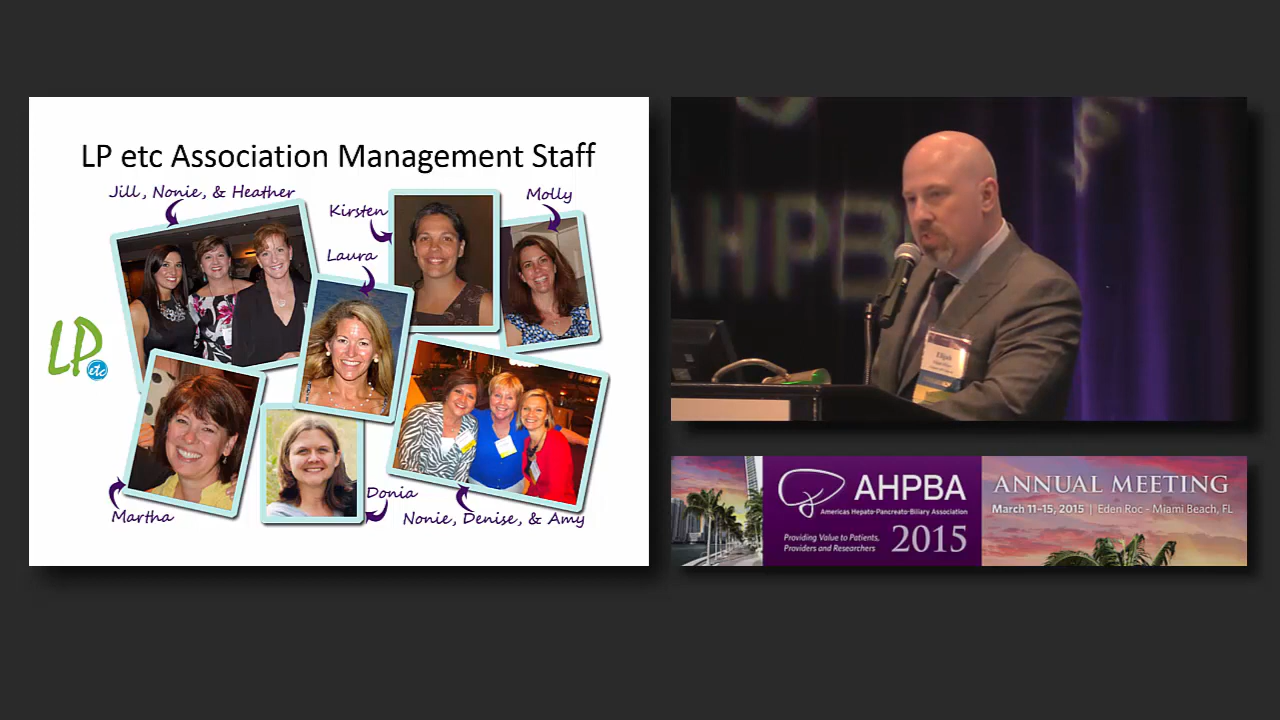 LP etc Association Management Staff
Jill, Nonie, & Heather
Kirsten
Molly
Laura
LP
etc
Martha
Donia
Nonie, Denise, & Amy
AHPB
Elijah
AHPBA
Americas Hepato-Pancreato-Biliary Association
Providing Value to Patients,
Providers and Researchers
2015
ANNUAL MEETING
March 11-15, 2015 | Eden Roc - Miami Beach, FL